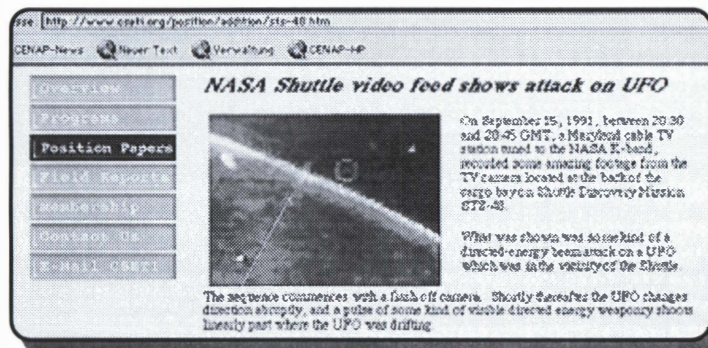 sse http://www.cseti.org/position/addition/sts-48.htm
CENAP-News Neuer Text Verwaltung CENAP-HP
Overview
Programs
Position Papers
Field Reports
Membership
Contact Us
E-Mail CSETI
NASA Shuttle video feed shows attack on UFO
On September 15, 1991, between 20:30
and 20:45 GMT, a Maryland cable TV
station tuned to the NASA K-band,
recorded some amazing footage from the
TV camera located at the back of the
cargo bay on Shuttle Discovery Mission
STS-48.
What was shown was some kind of a
directed-energy beam attack on a UFO
which was in the vicinity of the Shuttle.
The sequence commences with a flash off camera. Shortly thereafter the UFO changes
direction abruptly, and a pulse of some kind of visible directed energy weaponry shoots
linearly past where the UFO was drifting.